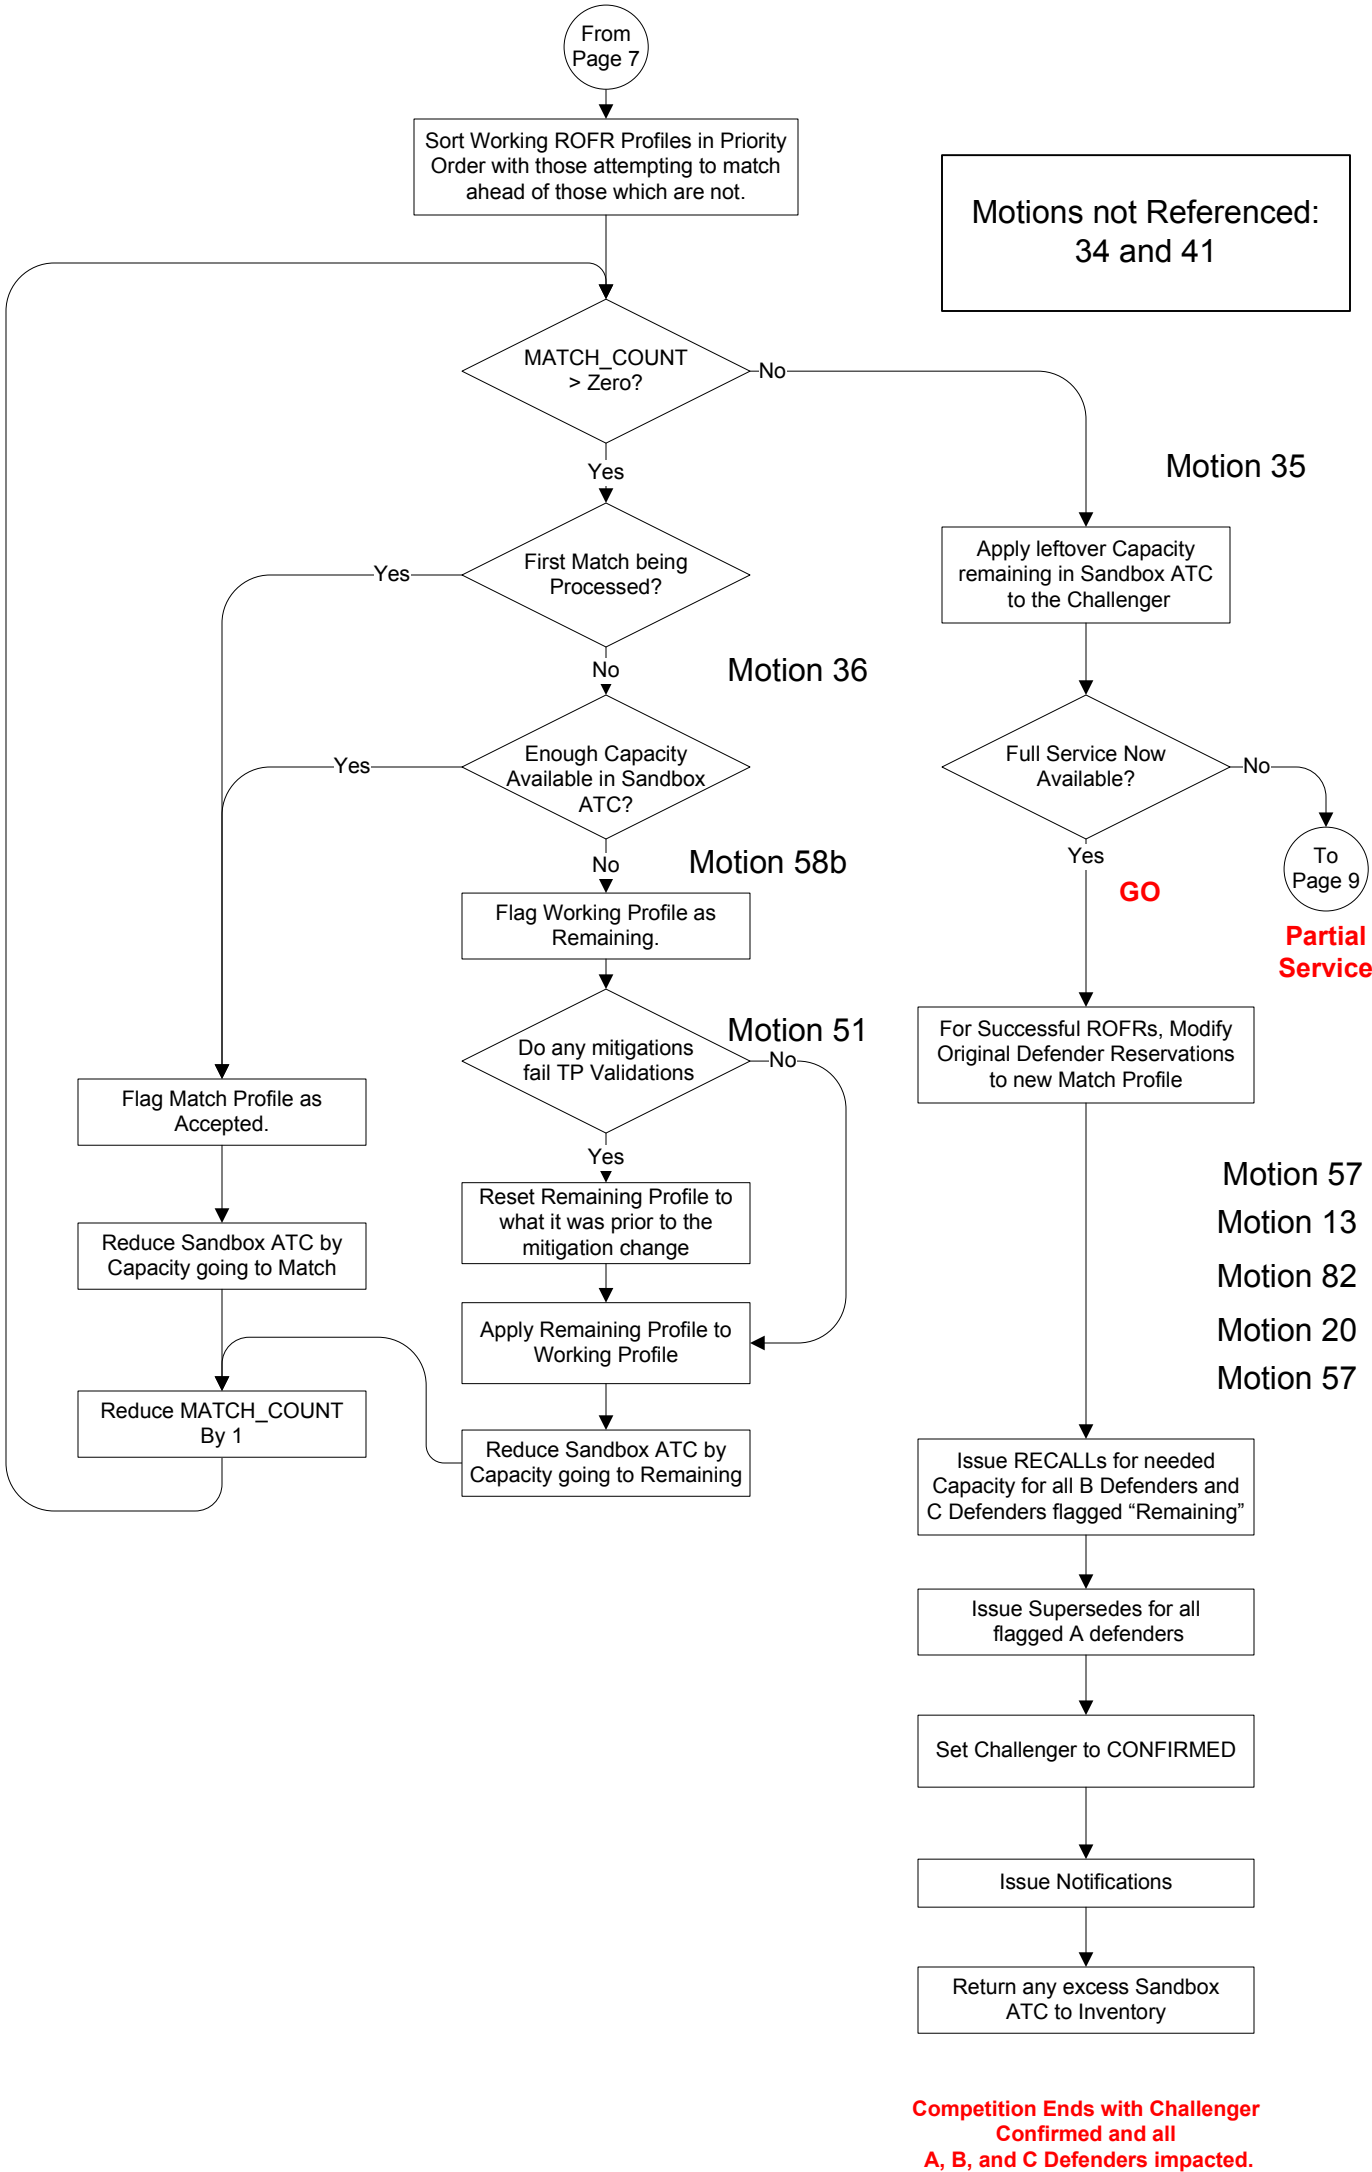 From
Page 7
Sort Working ROFR Profiles in Priority
Order with those attempting to match
ahead of those which are not.
Motions not Referenced:
34 and 41
MATCH_COUNT
> Zero?
No
Yes
Motion 35
First Match being
Processed?
Yes
No
Apply leftover Capacity
remaining in Sandbox ATC
to the Challenger
Motion 36
Enough Capacity
Available in Sandbox
ATC?
Yes
No
Full Service Now
Available?
No
Yes
To
Page 9
GO
Partial
Service
Motion 58b
Flag Working Profile as
Remaining.
Motion 51
Do any mitigations
fail TP Validations
No
Yes
For Successful ROFRs, Modify
Original Defender Reservations
to new Match Profile
Flag Match Profile as
Accepted.
Reset Remaining Profile to
what it was prior to the
mitigation change
Motion 57
Motion 13
Motion 82
Motion 20
Motion 57
Reduce Sandbox ATC by
Capacity going to Match
Apply Remaining Profile to
Working Profile
Reduce MATCH_COUNT
By 1
Reduce Sandbox ATC by
Capacity going to Remaining
Issue RECALLs for needed
Capacity for all B Defenders and
C Defenders flagged “Remaining”
Issue Supersedes for all
flagged A defenders
Set Challenger to CONFIRMED
Issue Notifications
Return any excess Sandbox
ATC to Inventory
Competition Ends with Challenger
Confirmed and all
A, B, and C Defenders impacted.